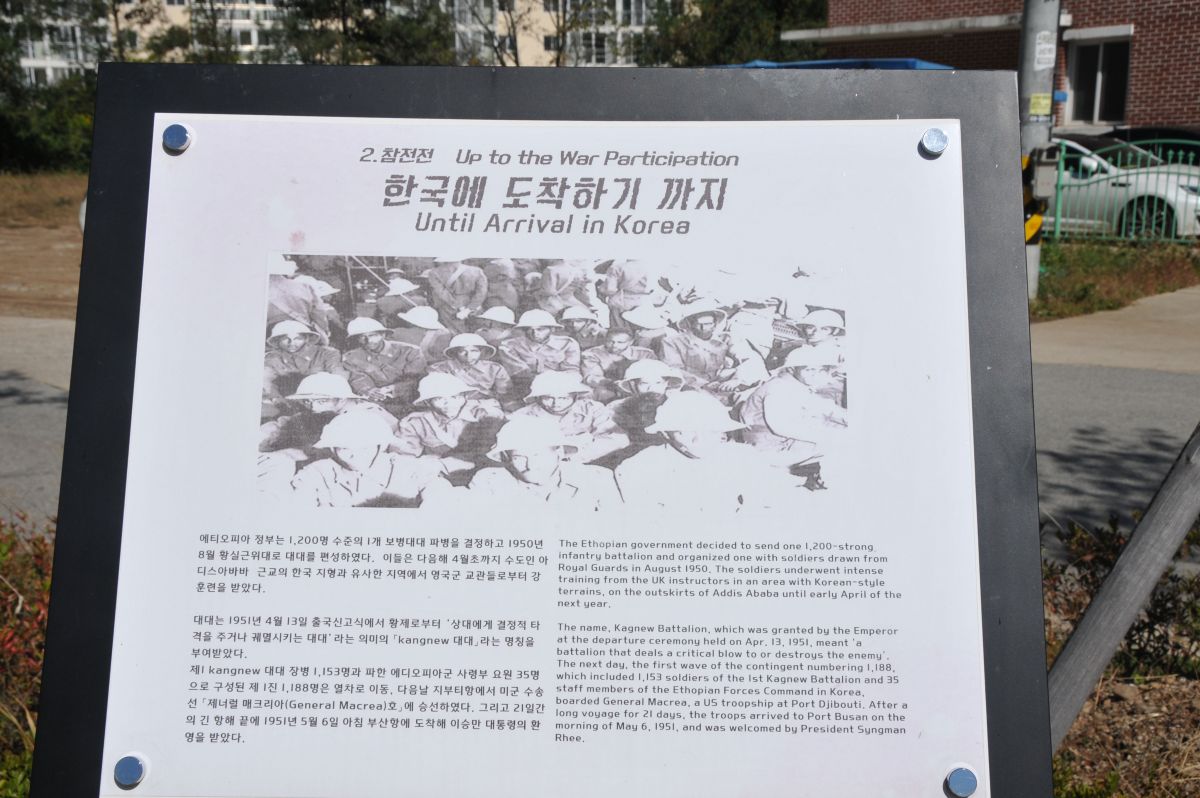 2.참전전 Up to the War Participation
한국에 도착하기 까지
Until Arrival in Korea
에티오피아 정부는 1,200명 수준의 1개 보병대대 파병을 결정하고 1950년
8월 황실근위대로 대대를 편성하였다. 이들은 다음해 4월초까지 수도인 아
디스아바바 근교의 한국 지형과 유사한 지역에서 영국군 교관들로부터 강
훈련을 받았다.
대대는 1951년 4월 13일 출국신고식에서 황제로부터 '상대에게 결정적 타
격을 주거나 궤멸시키는 대대'라는 의미의 「kangnew 대대」라는 명칭을
부여받았다.
제1 kangnew 대대 장병 1,153명과 파한 에디오피아군 사령부 요원 35명
으로 구성된 제 1진 1,188명은 열차로 이동, 다음날 지부티항에서 미군 수송
선 「제너럴 매크리아(General Macrea)호」에 승선하였다. 그리고 21일간
의 긴 항해 끝에 1951년 5월 6일 아침 부산항에 도착해 이승만 대통령의 환
영을 받았다.
The Ethopian government decided to send one 1,200-strong
infantry battalion and organized one with soldiers drawn from
Royal Guards in August 1950. The soldiers underwent intense
training from the UK instructors in an area with Korean-style
terrains, on the outskirts of Addis Ababa until early April of the
next year.
The name, Kagnew Battalion, which was granted by the Emperor
at the departure ceremony held on Apr. 13, 1951, meant 'a
battalion that deals a critical blow to or destroys the enemy'.
The next day, the first wave of the contingent numbering 1,188,
which included 1,153 soldiers of the 1st Kagnew Battalion and 35
staff members of the Ethopian Forces Command in Korea,
boarded General Macrea, a US troopship at Port Djibouti. After a
long voyage for 21 days, the troops arrived to Port Busan on the
morning of May 6, 1951, and was welcomed by President Syngman
Rhee.